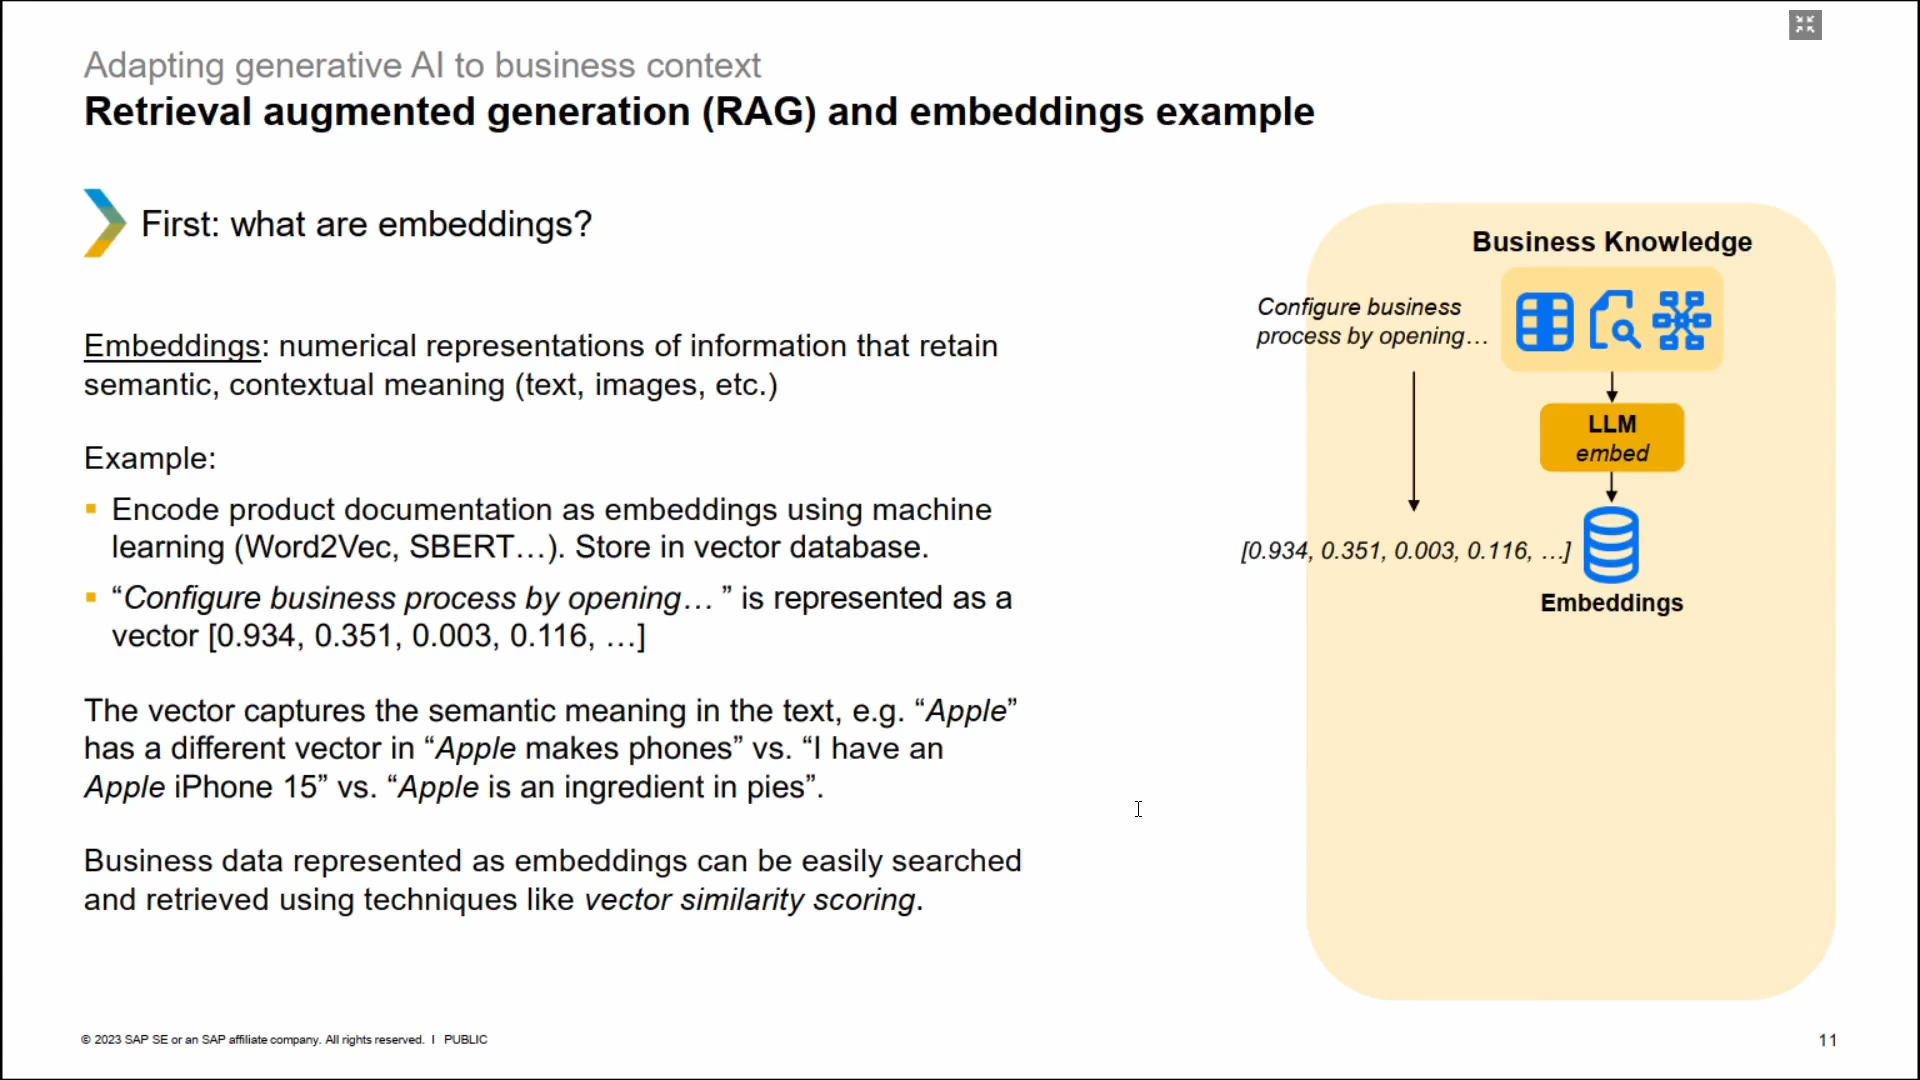 Adapting generative AI to business context
Retrieval augmented generation (RAG) and embeddings example
First: what are embeddings?
Embeddings: numerical representations of information that retain
semantic, contextual meaning (text, images, etc.)
Example:
▪ Encode product documentation as embeddings using machine
learning (Word2Vec, SBERT…). Store in vector database.
▪ “Configure business process by opening… ” is represented as a
vector [0.934, 0.351, 0.003, 0.116, …]
The vector captures the semantic meaning in the text, e.g. “Apple”
has a different vector in “Apple makes phones” vs. “I have an
Apple iPhone 15” vs. “Apple is an ingredient in pies”.
Business data represented as embeddings can be easily searched
and retrieved using techniques like vector similarity scoring.
Business Knowledge
Configure business
process by opening…
LLM
embed
[0.934, 0.351, 0.003, 0.116, …]
Embeddings
© 2023 SAP SE or an SAP affiliate company. All rights reserved. I PUBLIC
11